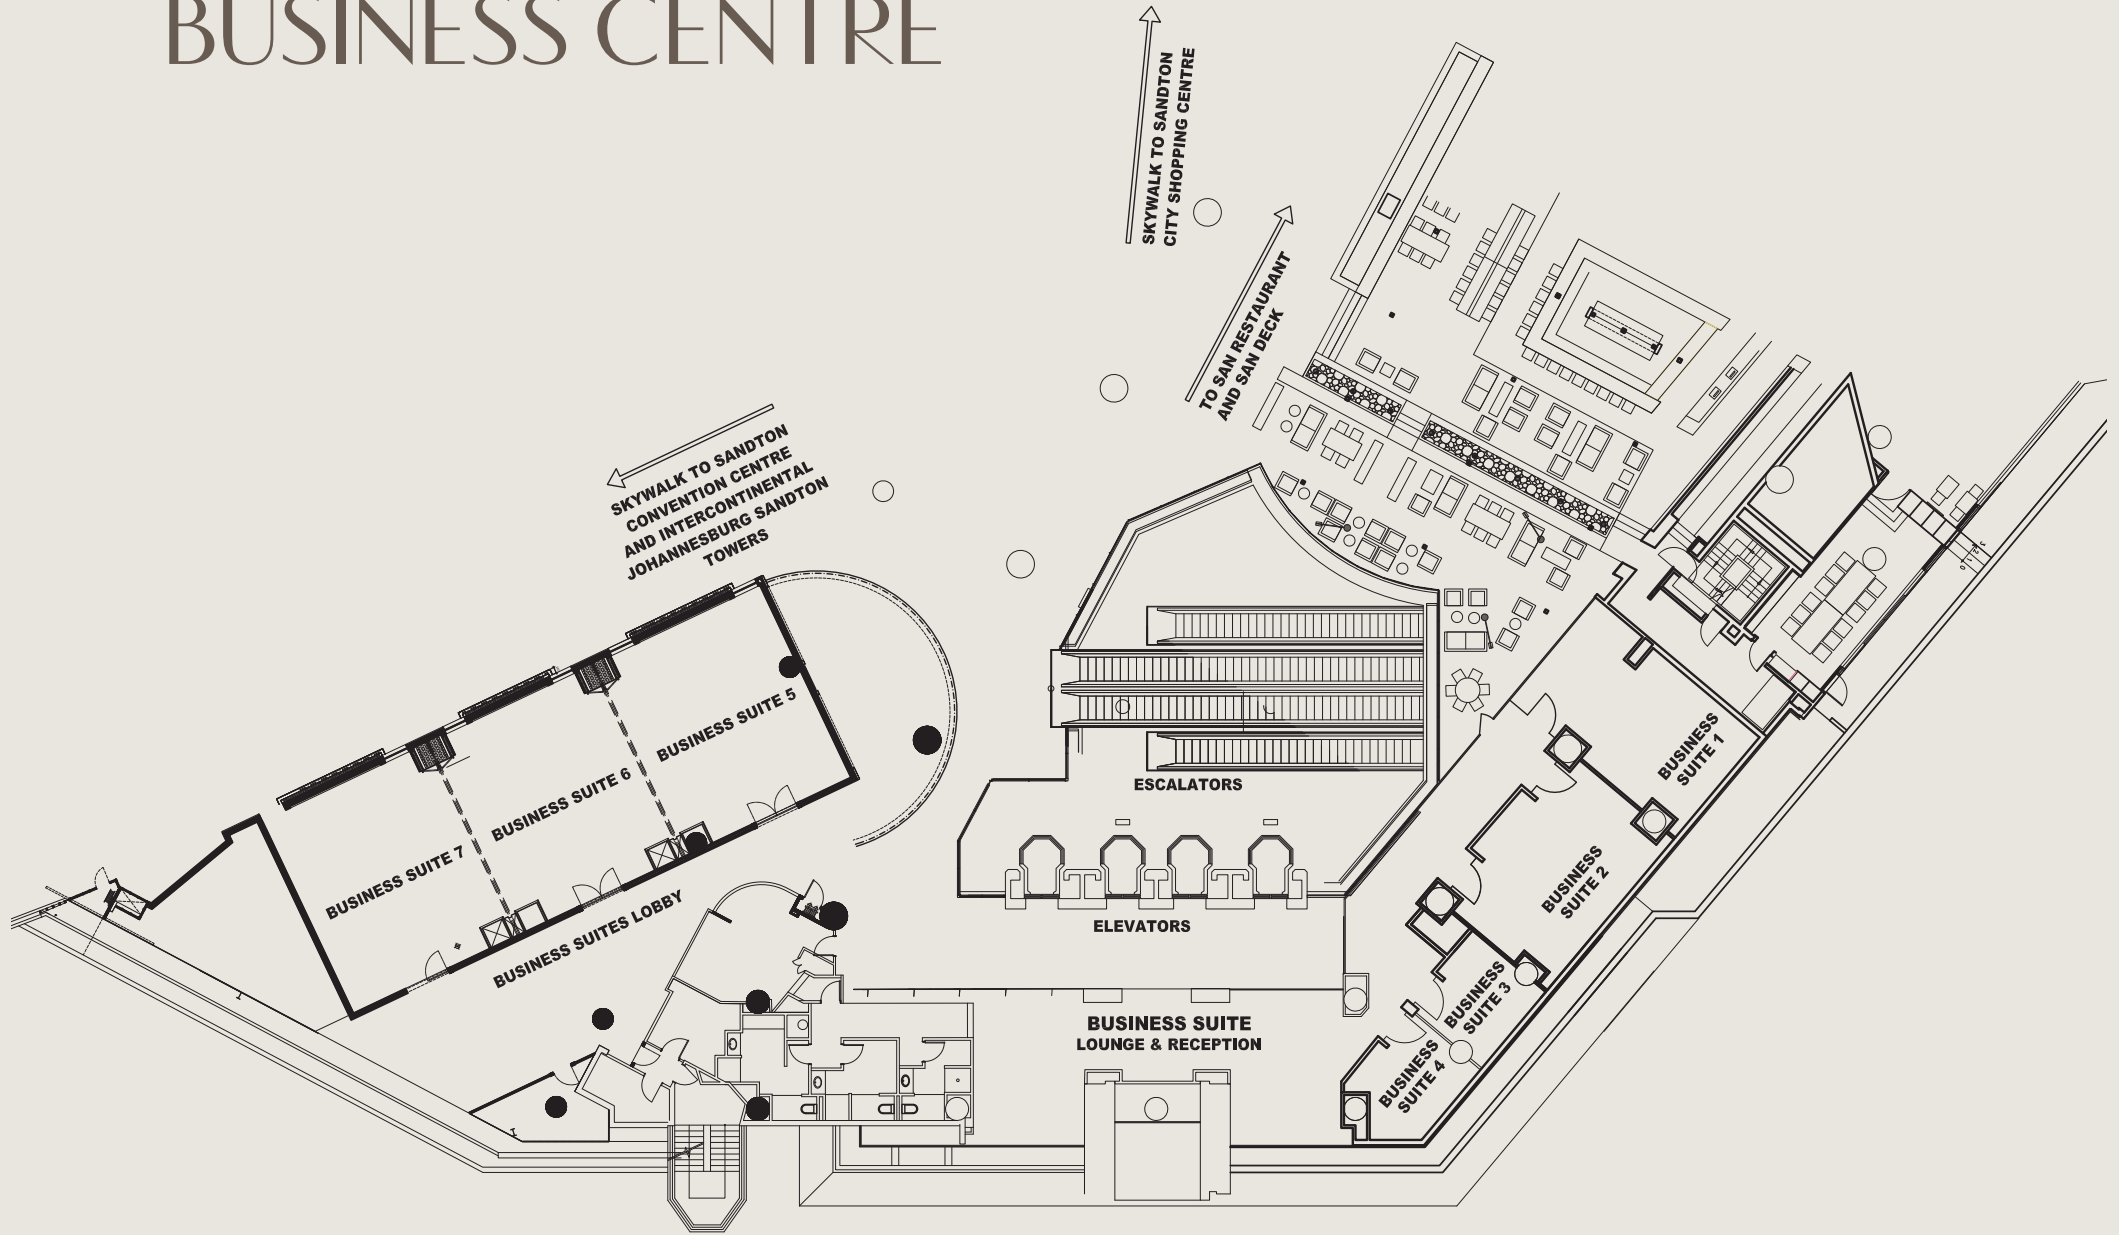 BUSINESS CENTRE
SKYWALK TO SANDTON
CITY SHOPPING CENTRE
TO SAN RESTAURANT
AND SAN DECK
SKYWALK TO SANDTON
CONVENTION CENTRE
AND INTERCONTINENTAL
JOHANNESBURG SANDTON
TOWERS
BUSINESS SUITE 5
BUSINESS SUITE 6
BUSINESS SUITE 7
BUSINESS SUITES LOBBY
ESCALATORS
ELEVATORS
BUSINESS SUITE
LOUNGE & RECEPTION
BUSINESS
SUITE 1
BUSINESS
SUITE 2
BUSINESS
SUITE 3
BUSINESS
SUITE 4